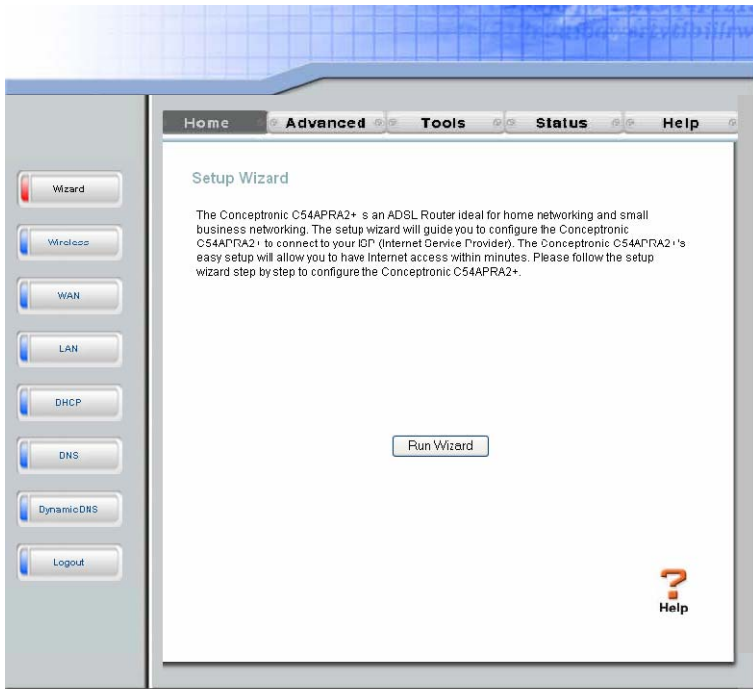 Home
Advanced
Tools
Status
Help
Wizard
Wireless
WAN
LAN
DHCP
DNS
DynamicDNS
Logout
Setup Wizard
The Conceptronic C54APRA2+ is an ADSL Router ideal for home networking and small
business networking. The setup wizard will guide you to configure the Conceptronic
C54APRA2+ to connect to your ISP (Internet Service Provider). The Conceptronic C54APRA2+'s
easy setup will allow you to have Internet access within minutes. Please follow the setup
wizard step by step to configure the Conceptronic C54APRA2+.
Run Wizard
Help